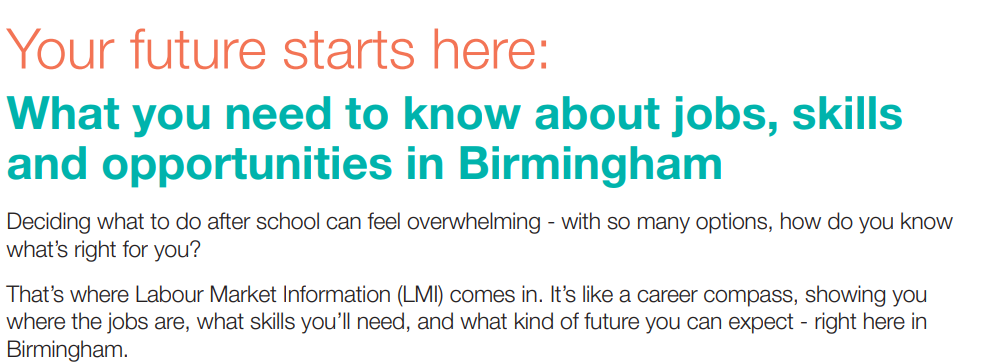 Your future starts here:
What you need to know about jobs, skills
and opportunities in Birmingham
Deciding what to do after school can feel overwhelming - with so many options, how do you know
what's right for you?
That's where Labour Market Information (LMI) comes in. It's like a career compass, showing you
where the jobs are, what skills you'll need, and what kind of future you can expect - right here in
Birmingham.